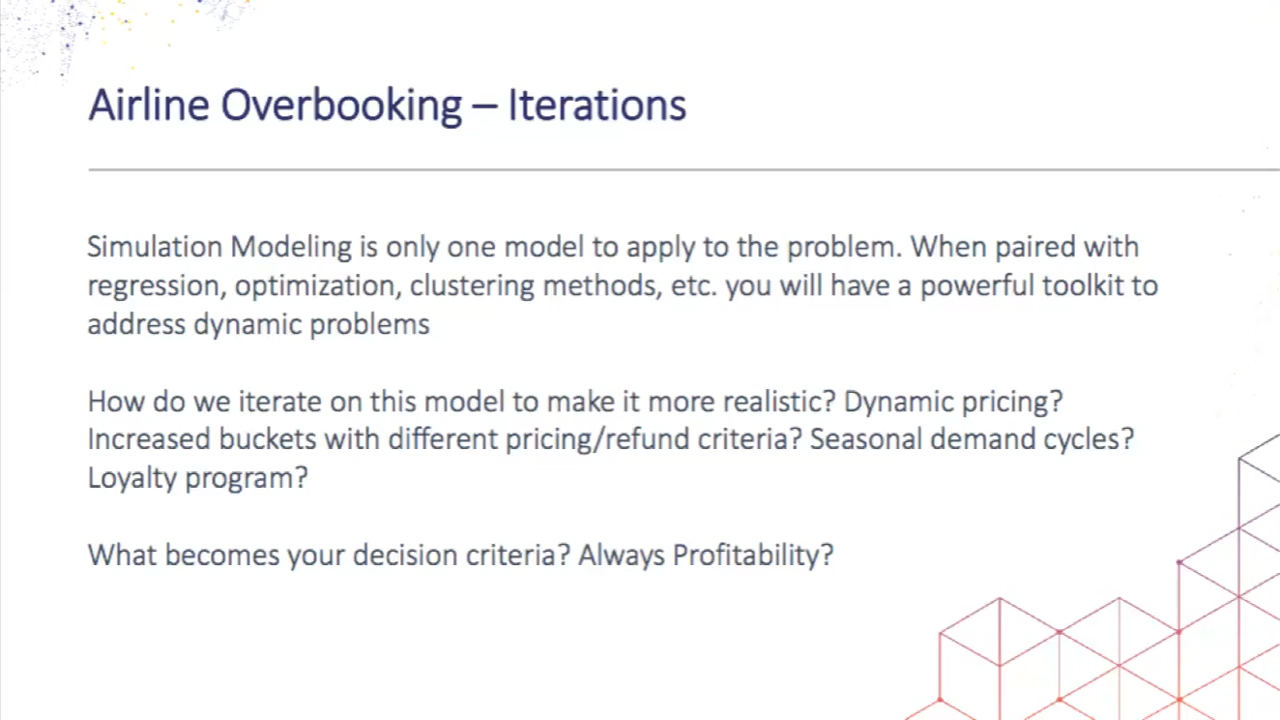 Airline Overbooking – Iterations
Simulation Modeling is only one model to apply to the problem. When paired with
regression, optimization, clustering methods, etc. you will have a powerful toolkit to
address dynamic problems
How do we iterate on this model to make it more realistic? Dynamic pricing?
Increased buckets with different pricing/refund criteria? Seasonal demand cycles?
Loyalty program?
What becomes your decision criteria? Always Profitability?